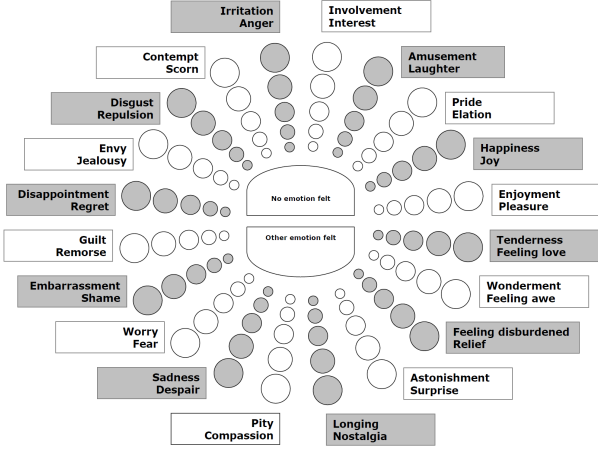 Irritation
Anger
Involvement
Interest
Contempt
Scorn
Amusement
Laughter
Disgust
Repulsion
Pride
Elation
Envy
Jealousy
Happiness
Joy
Disappointment
Regret
No emotion felt
Enjoyment
Pleasure
Guilt
Remorse
Other emotion felt
Tenderness
Feeling love
Embarrassment
Shame
Wonderment
Feeling awe
Worry
Fear
Feeling disburdened
Relief
Sadness
Despair
Astonishment
Surprise
Pity
Compassion
Longing
Nostalgia